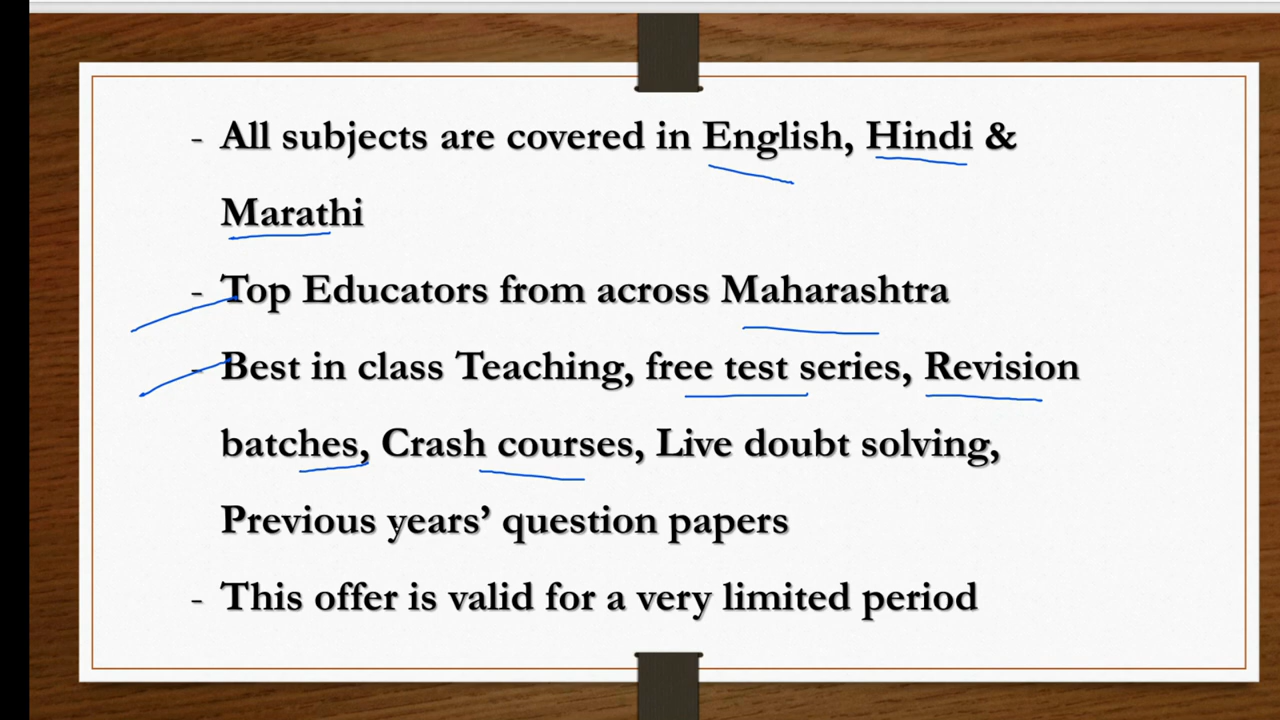 - All subjects are covered in English, Hindi &
Marathi
- Top Educators from across Maharashtra
- Best in class Teaching, free test series, Revision
batches, Crash courses, Live doubt solving,
Previous years’ question papers
- This offer is valid for a very limited period